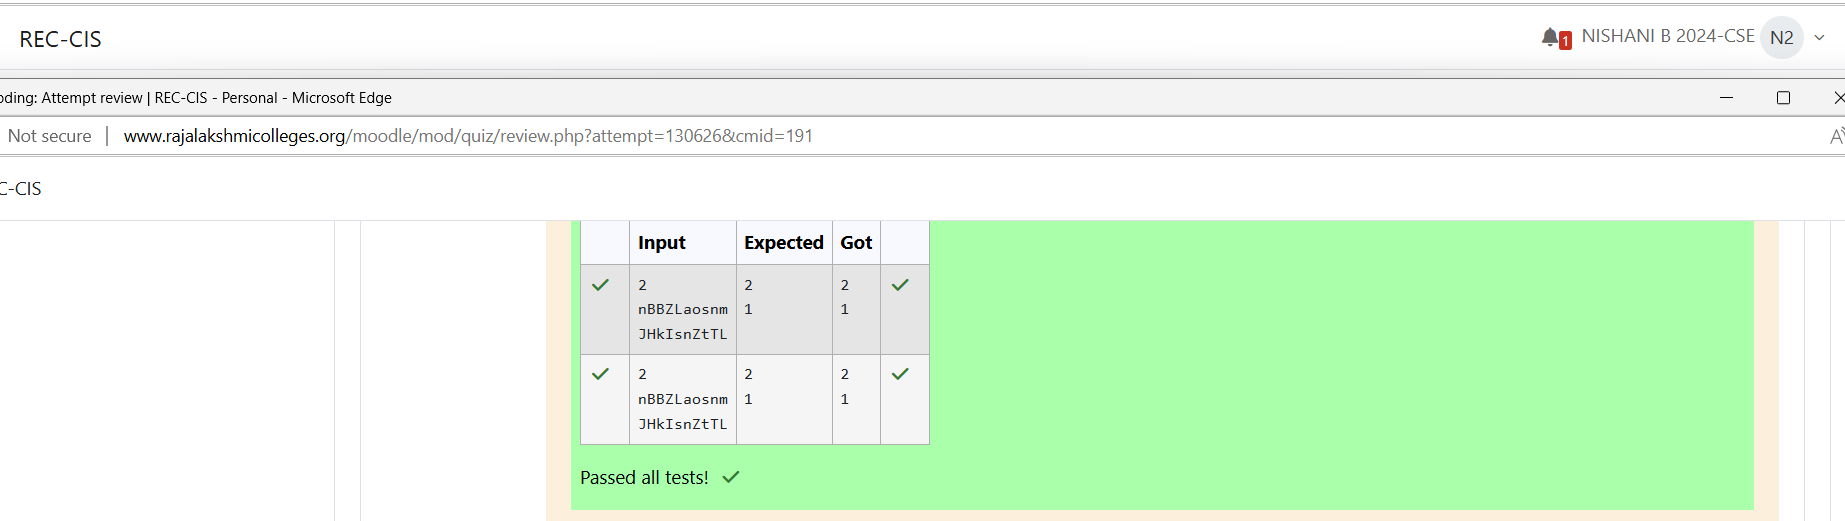 REC-CIS
1 NISHANI B 2024-CSE N2
oding: Attempt review | REC-CIS - Personal - Microsoft Edge
Not secure | www.rajalakshmicolleges.org/moodle/mod/quiz/review.php?attempt=130626&cmid=191 A
C-CIS
Input Expected Got
2 2 2
nBBZLaosnm 1 1
JHkIsnZtTL
2 2 2
nBBZLaosnm 1 1
JHkIsnZtTL
Passed all tests!